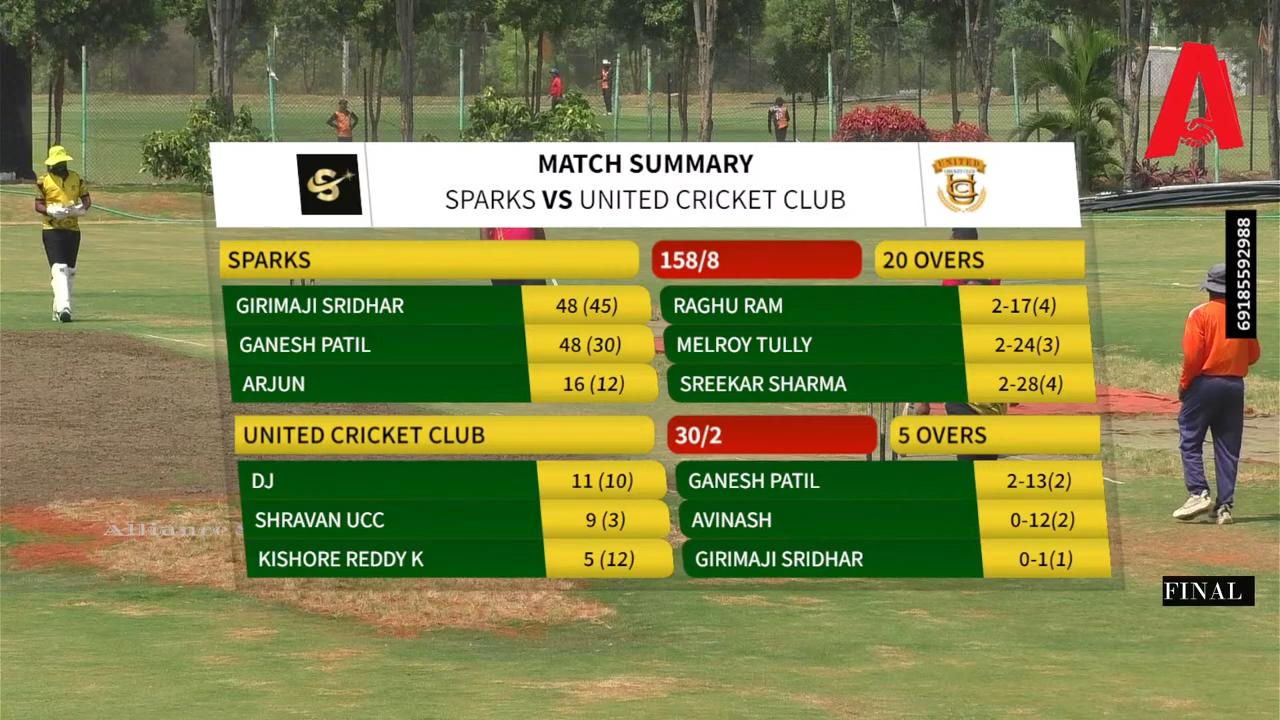 MATCH SUMMARY
SPARKS VS UNITED CRICKET CLUB
UNITED
SPARKS 158/8 20 OVERS
GIRIMAJI SRIDHAR 48 (45) RAGHU RAM 2-17(4)
GANESH PATIL 48 (30) MELROY TULLY 2-24(3)
ARJUN 16 (12) SREEKAR SHARMA 2-28(4)
UNITED CRICKET CLUB 30/2 5 OVERS
DJ 11 (10) GANESH PATIL 2-13(2)
SHRAVAN UCC 9 (3) AVINASH 0-12(2)
KISHORE REDDY K 5 (12) GIRIMAJI SRIDHAR 0-1(1)
Alliance
A
69185592988
FINAL